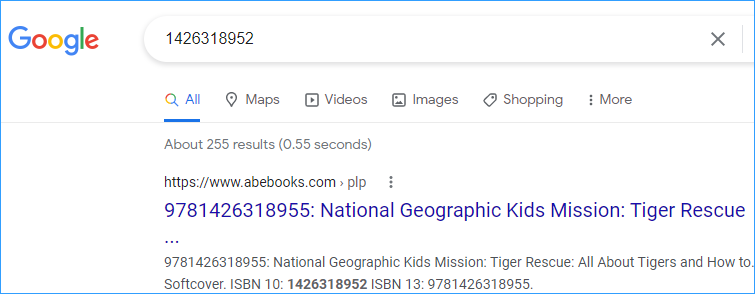 Google 1426318952
All Maps Videos Images Shopping More
About 255 results (0.55 seconds)
https://www.abebooks.com › plp
9781426318955: National Geographic Kids Mission: Tiger Rescue
...
9781426318955: National Geographic Kids Mission: Tiger Rescue: All About Tigers and How to.
Softcover. ISBN 10: 1426318952 ISBN 13: 9781426318955.